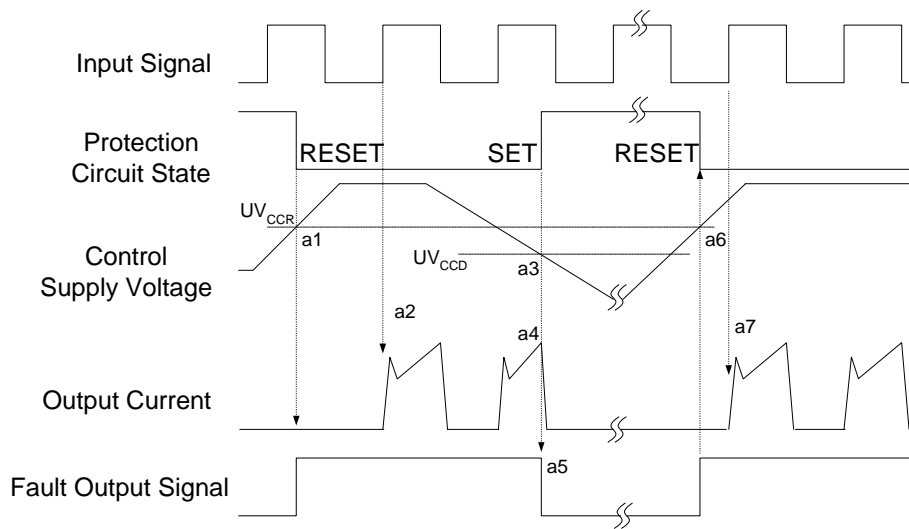 Input Signal
Protection
Circuit State
RESET
SET
RESET
UVCCR
a1
a6
Control
Supply Voltage
UVCCD
a3
a2
a4
a7
Output Current
a5
Fault Output Signal